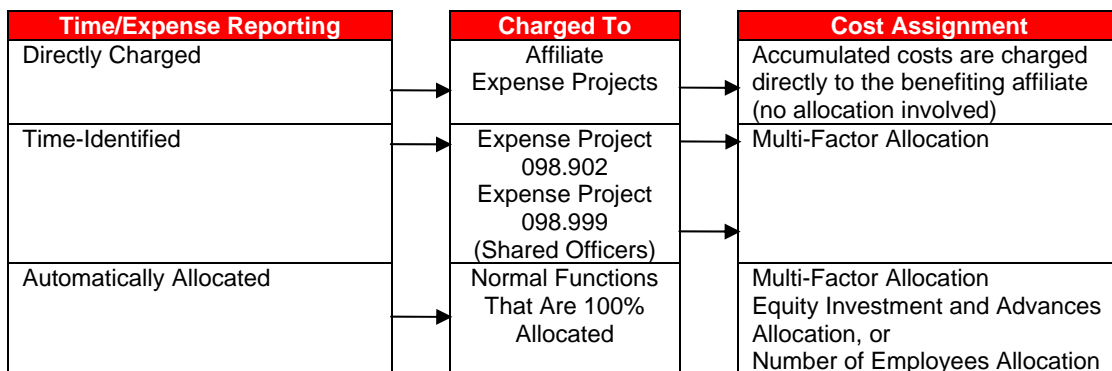 Time/Expense Reporting
Charged To
Cost Assignment
Directly Charged
Affiliate
Expense Projects
Accumulated costs are charged
directly to the benefiting affiliate
(no allocation involved)
Time-Identified
Expense Project
098.902
Expense Project
098.999
(Shared Officers)
Multi-Factor Allocation
Automatically Allocated
Normal Functions
That Are 100%
Allocated
Multi-Factor Allocation
Equity Investment and Advances
Allocation, or
Number of Employees Allocation